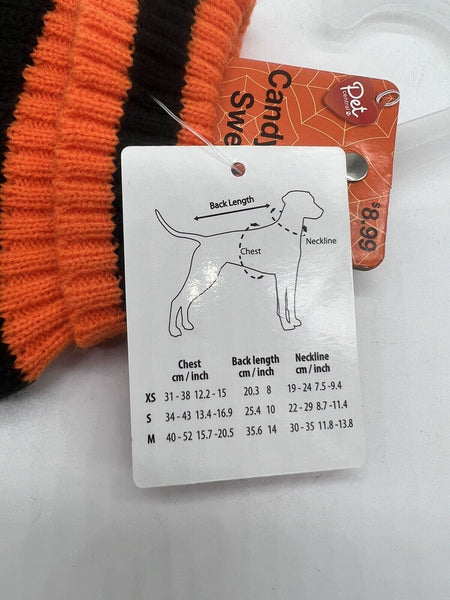 Candy
Swe
Pet
central
$8.99
Back Length
Chest
Neckline
Chest Back length Neckline
cm / inch cm / inch cm / inch
XS 31 - 38 12.2 - 15 20.3 8 19 - 24 7.5 -9.4
S 34 - 43 13.4 -16.9 25.4 10 22 - 29 8.7 -11.4
M 40 - 52 15.7 -20.5 35.6 14 30 - 35 11.8 -13.8